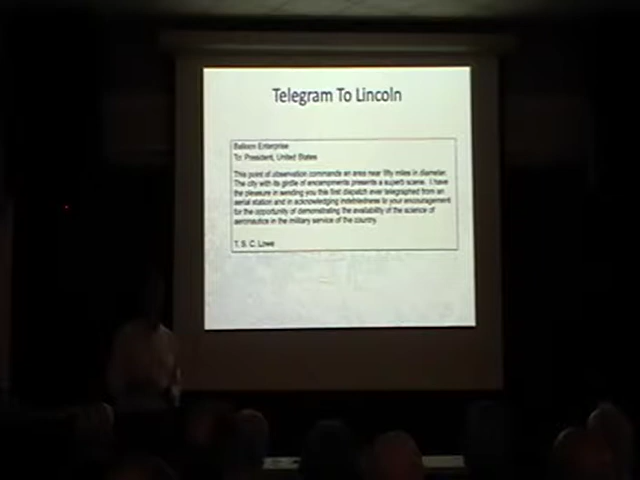 Telegram To Lincoln
Balloon Enterprise
To: President, United States
This point of observation commands an area near fifty miles in diameter.
The city with its girdle of encampments presents a superb scene. I have
the pleasure in sending you this first dispatch ever telegraphed from an
aerial station and in acknowledging indebtedness to your encouragement
for the opportunity of demonstrating the availability of the science of
aeronautics in the military service of the country.
T. S. C. Lowe